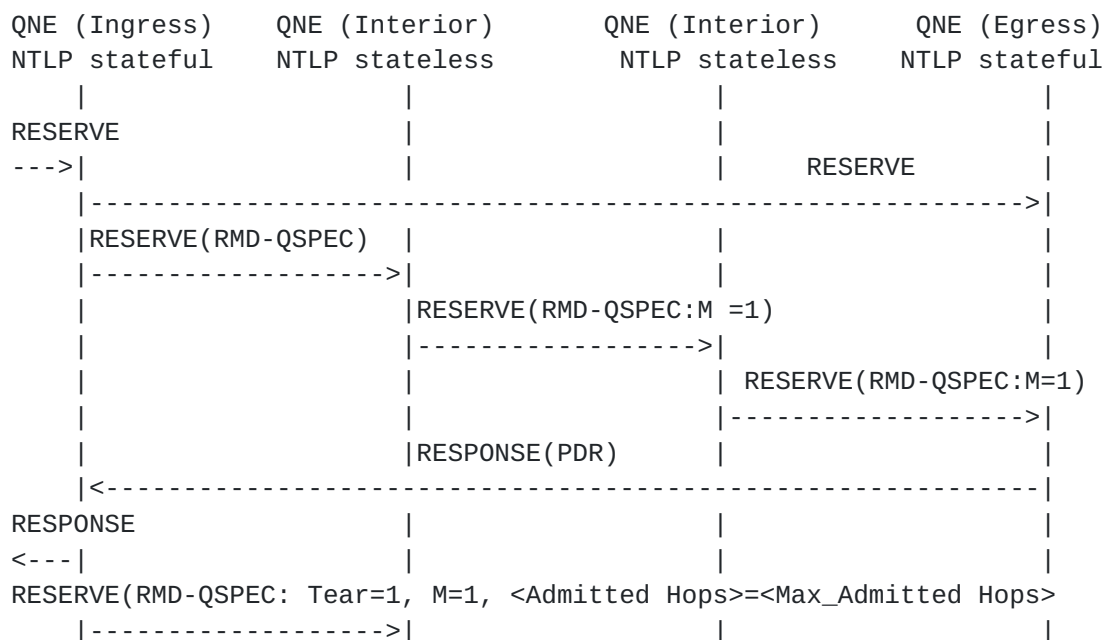 QNE (Ingress)    QNE (Interior)       QNE (Interior)      QNE (Egress)
NTLP stateful    NTLP stateless        NTLP stateless    NTLP stateful
    |                    |                   |                    |
RESERVE                  |                   |                    |
--->|                    |                   |     RESERVE        |
    |------------------------------------------------------------>|
    |RESERVE(RMD-QSPEC)  |                   |                    |
    |------------------->|                   |                    |
    |                    |RESERVE(RMD-QSPEC:M =1)                 |
    |                    |------------------>|                    |
    |                    |                   | RESERVE(RMD-QSPEC:M=1)
    |                    |                   |------------------->|
    |                    |RESPONSE(PDR)      |                    |
    |<------------------------------------------------------------|
RESPONSE                 |                   |                    |
<---|                    |                   |                    |
RESERVE(RMD-QSPEC: Tear=1, M=1, <Admitted Hops>=<Max_Admitted Hops>
    |------------------->|                   |                    |